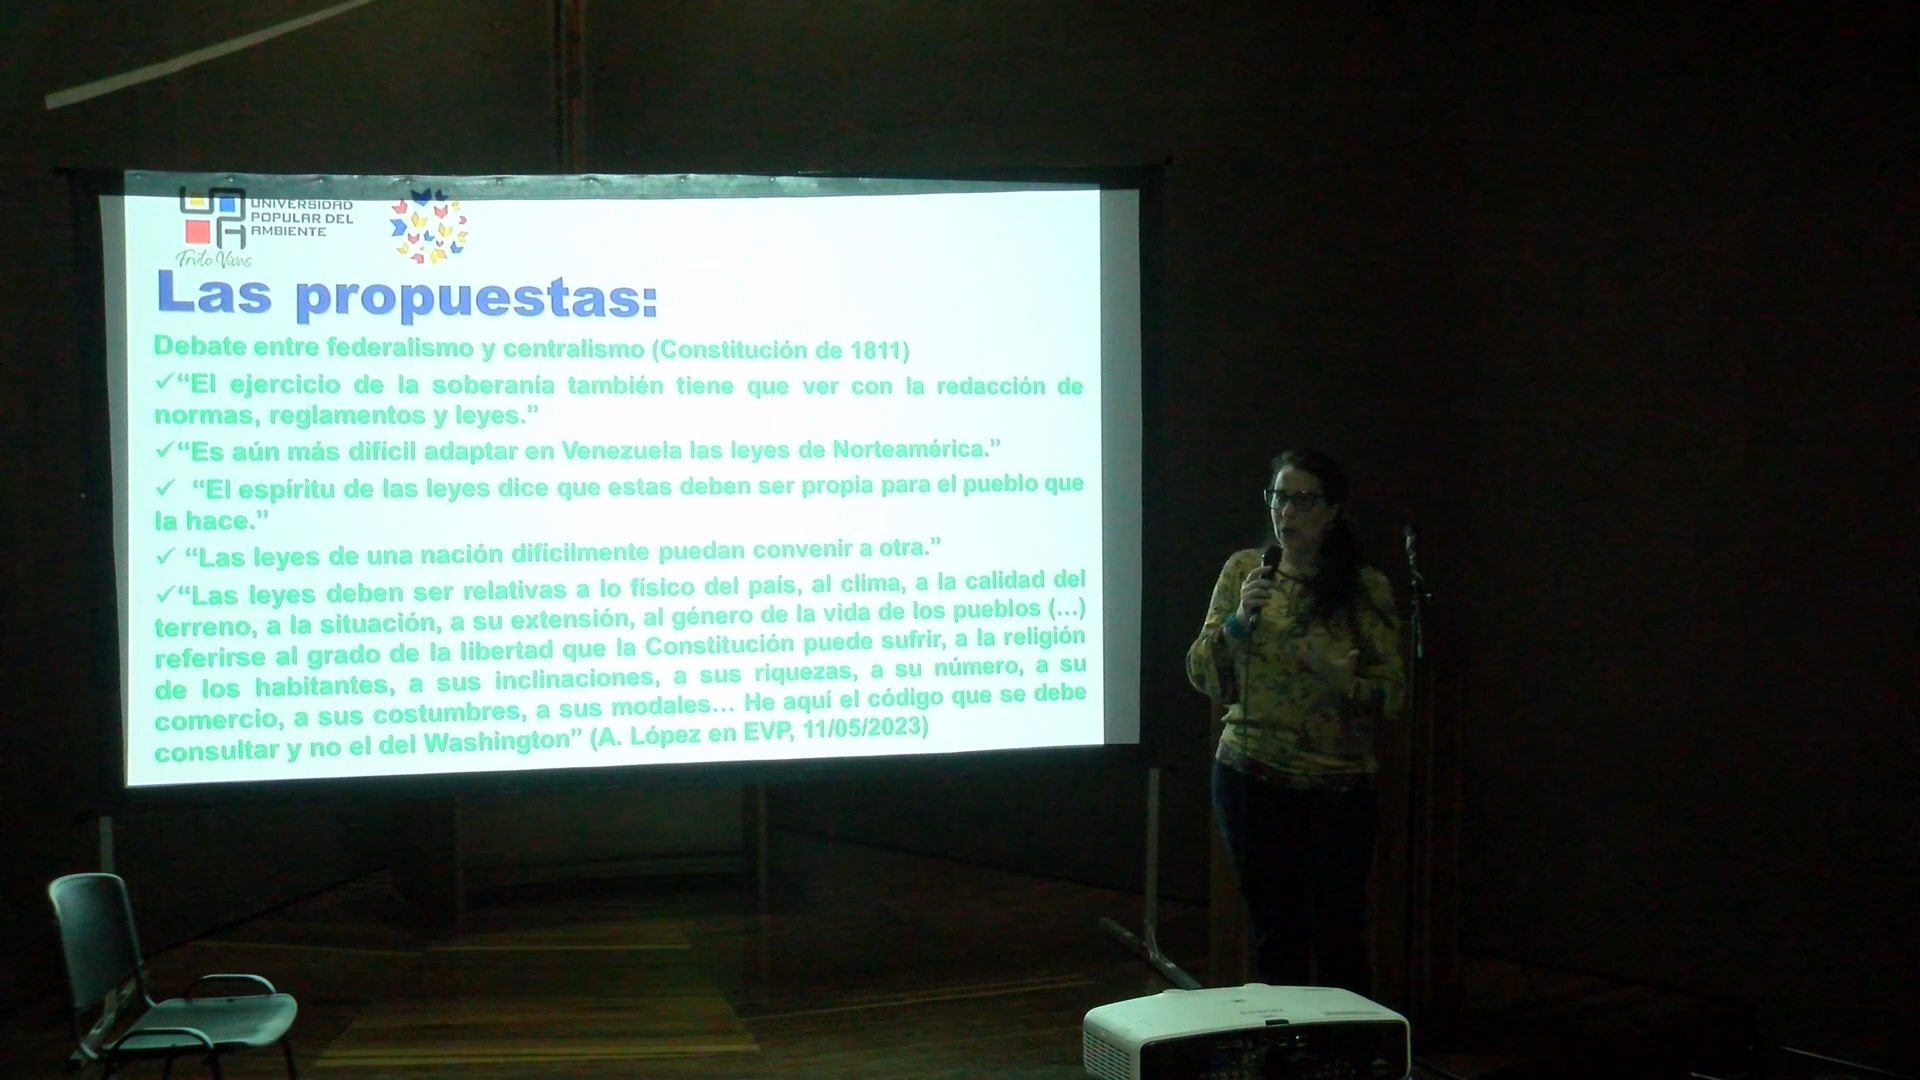 UNIVERSIDAD
POPULAR DEL
AMBIENTE
Fruto Vivas
Las propuestas:
Debate entre federalismo y centralismo (Constitución de 1811)
✓“El ejercicio de la soberanía también tiene que ver con la redacción de
normas, reglamentos y leyes.”
✓“Es aún más difícil adaptar en Venezuela las leyes de Norteamérica.”
✓ “El espíritu de las leyes dice que estas deben ser propia para el pueblo que
la hace.”
✓ “Las leyes de una nación difícilmente puedan convenir a otra.”
✓“Las leyes deben ser relativas a lo físico del país, al clima, a la calidad del
terreno, a la situación, a su extensión, al género de la vida de los pueblos (...)
referirse al grado de la libertad que la Constitución puede sufrir, a la religión
de los habitantes, a sus inclinaciones, a sus riquezas, a su número, a su
comercio, a sus costumbres, a sus modales... He aquí el código que se debe
consultar y no el del Washington” (A. López en EVP, 11/05/2023)